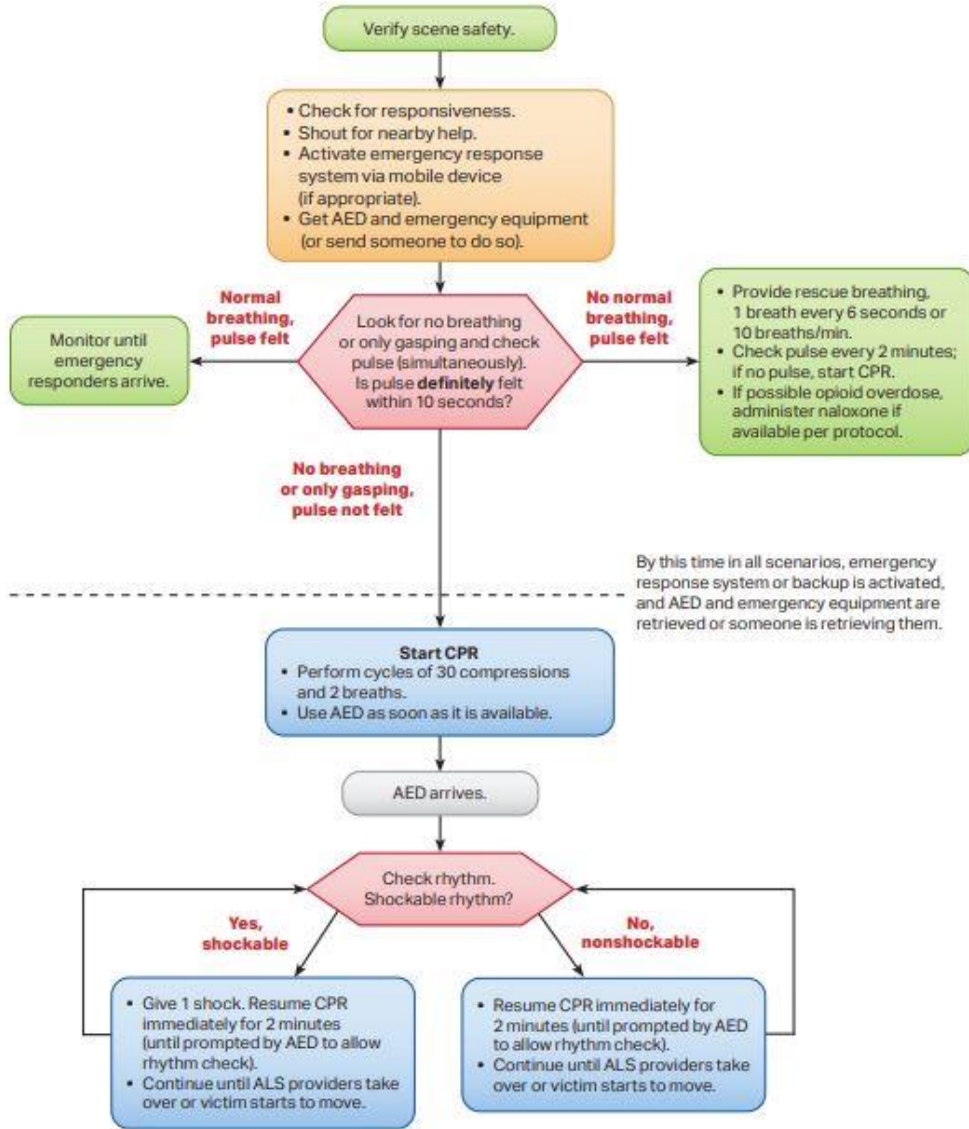 Verify scene safety.
• Check for responsiveness.
• Shout for nearby help.
• Activate emergency response
system via mobile device
(if appropriate).
• Get AED and emergency equipment
(or send someone to do so).
Normal
breathing,
pulse felt
Monitor until
emergency
responders arrive.
Look for no breathing
or only gasping and check
pulse (simultaneously).
Is pulse definitely felt
within 10 seconds?
No normal
breathing,
pulse felt
• Provide rescue breathing,
1 breath every 6 seconds or
10 breaths/min.
• Check pulse every 2 minutes;
if no pulse, start CPR.
• If possible opioid overdose,
administer naloxone if
available per protocol.
No breathing
or only gasping,
pulse not felt
By this time in all scenarios, emergency
response system or backup is activated,
and AED and emergency equipment are
retrieved or someone is retrieving them.
Start CPR
• Perform cycles of 30 compressions
and 2 breaths.
• Use AED as soon as it is available.
AED arrives.
Check rhythm.
Shockable rhythm?
Yes,
shockable
No,
nonshockable
• Give 1 shock. Resume CPR
immediately for 2 minutes
(until prompted by AED to allow
rhythm check).
• Continue until ALS providers take
over or victim starts to move.
• Resume CPR immediately for
2 minutes (until prompted by AED
to allow rhythm check).
• Continue until ALS providers take
over or victim starts to move.